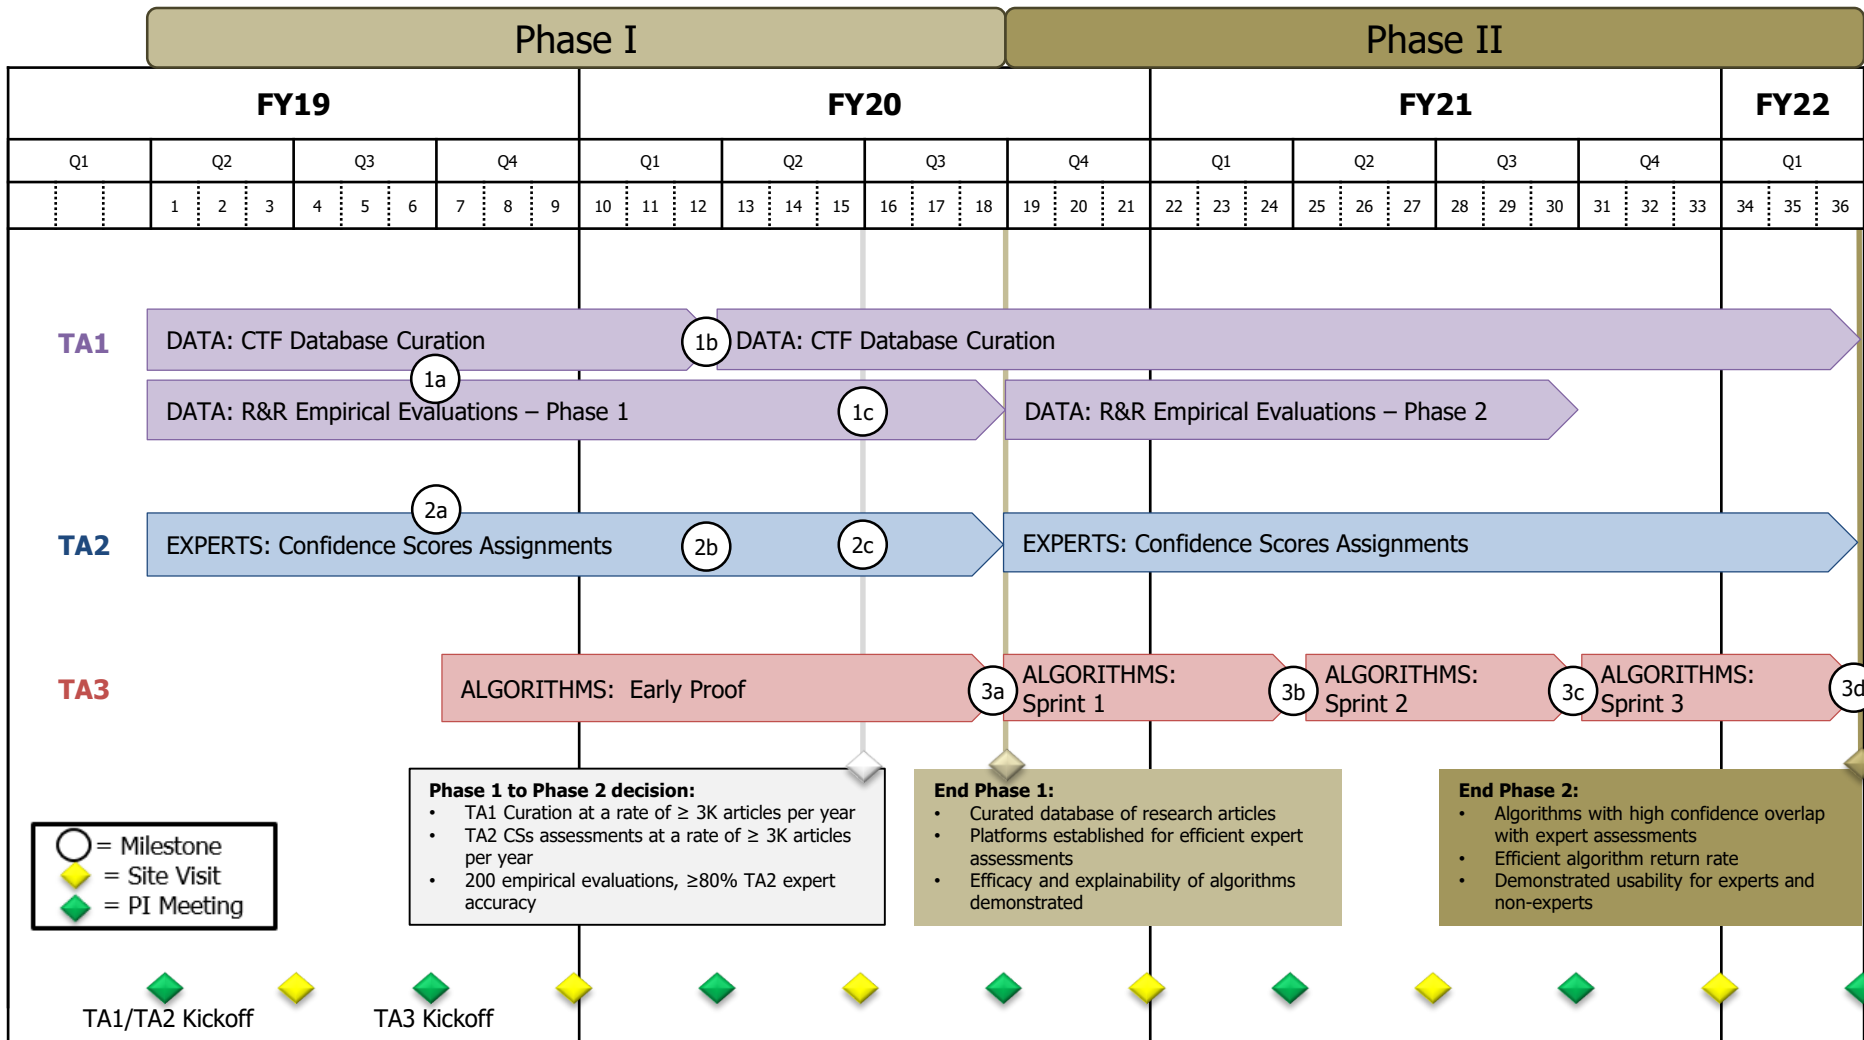 Phase I
Phase II
FY19
FY20
FY21
FY22
Q1
Q2
Q3
Q4
Q1
Q2
Q3
Q4
Q1
Q2
Q3
Q4
Q1
1 2 3 4 5 6 7 8 9 10 11 12 13 14 15 16 17 18 19 20 21 22 23 24 25 26 27 28 29 30 31 32 33 34 35 36
TA1
DATA: CTF Database Curation
1b
DATA: CTF Database Curation
1a
DATA: R&R Empirical Evaluations – Phase 1
1c
DATA: R&R Empirical Evaluations – Phase 2
2a
TA2
EXPERTS: Confidence Scores Assignments
2b
2c
EXPERTS: Confidence Scores Assignments
TA3
ALGORITHMS: Early Proof
3a
ALGORITHMS:
Sprint 1
3b
ALGORITHMS:
Sprint 2
3c
ALGORITHMS:
Sprint 3
3d
Phase 1 to Phase 2 decision:
• TA1 Curation at a rate of ≥ 3K articles per year
• TA2 CSs assessments at a rate of ≥ 3K articles
per year
• 200 empirical evaluations, ≥80% TA2 expert
accuracy
End Phase 1:
• Curated database of research articles
• Platforms established for efficient expert
assessments
• Efficacy and explainability of algorithms
demonstrated
End Phase 2:
• Algorithms with high confidence overlap
with expert assessments
• Efficient algorithm return rate
• Demonstrated usability for experts and
non-experts
= Milestone
= Site Visit
= PI Meeting
TA1/TA2 Kickoff
TA3 Kickoff